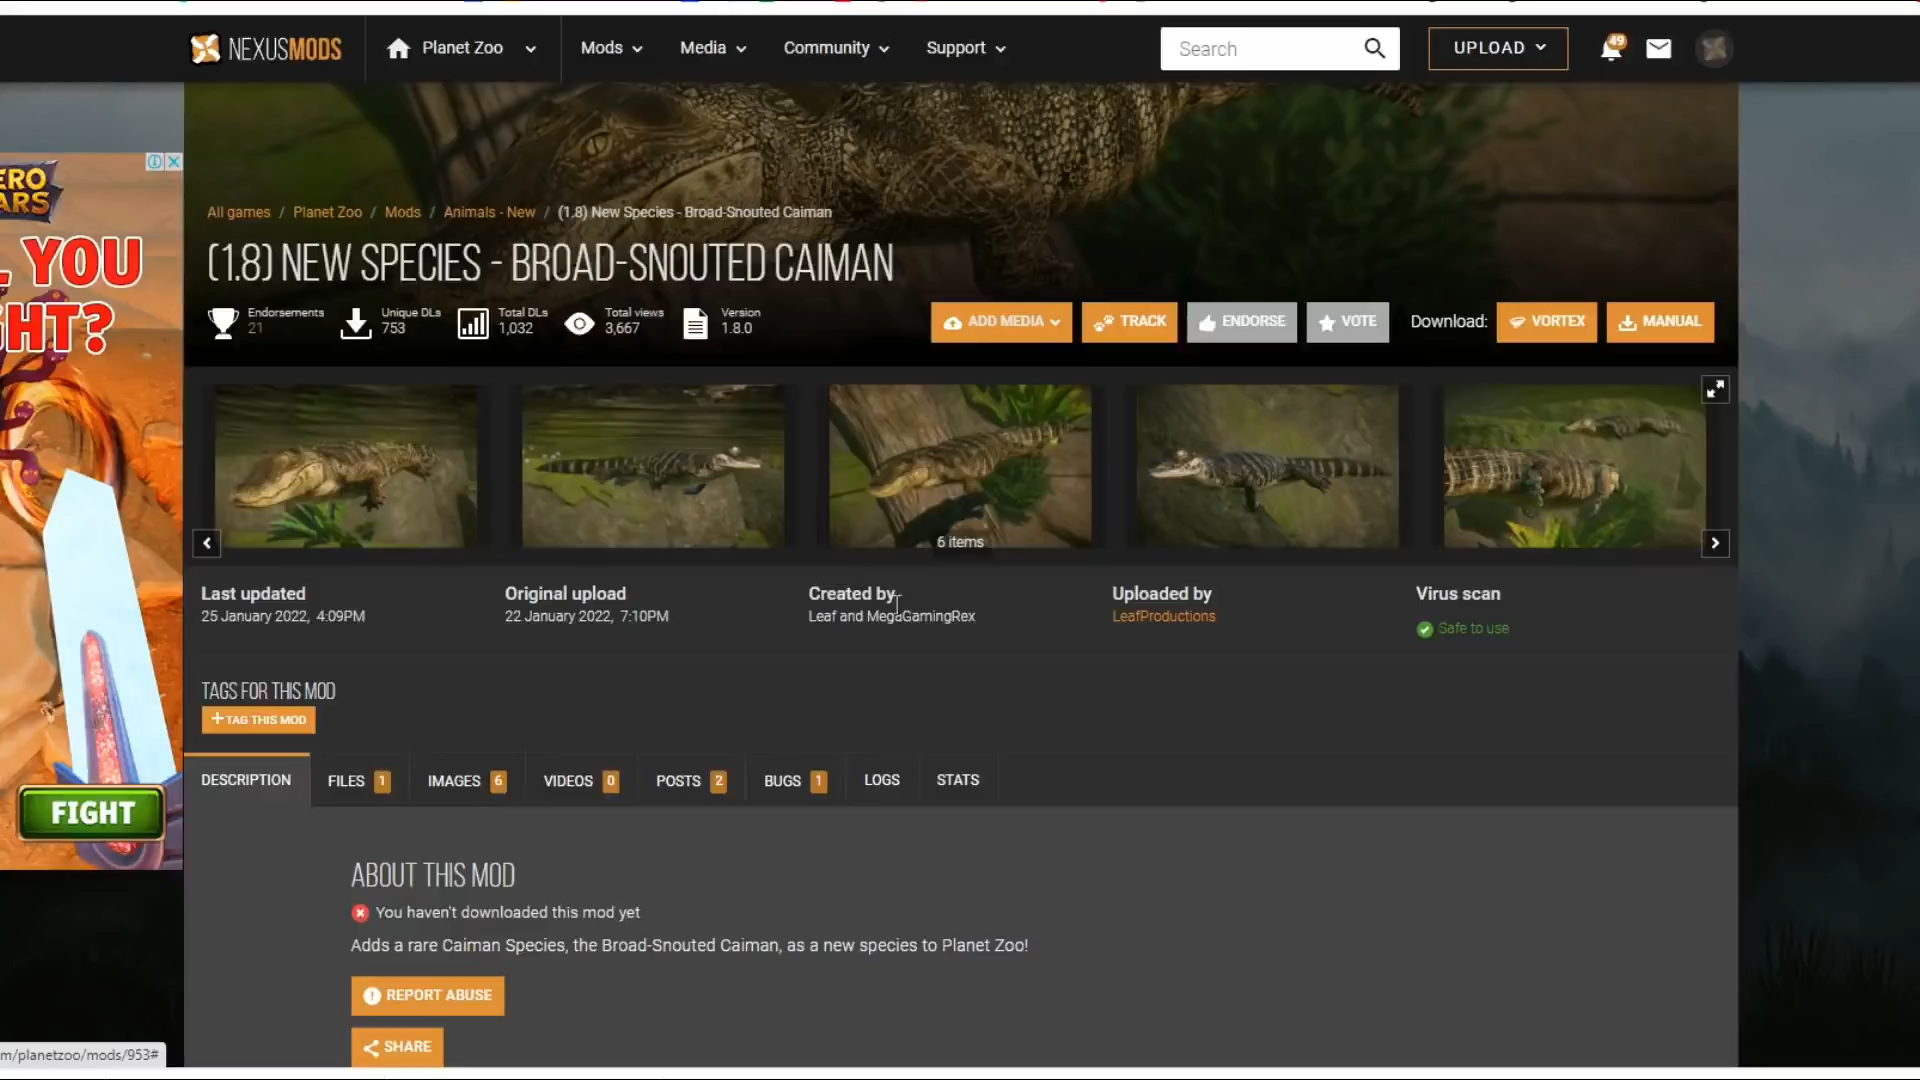 NEXUSMODS
Planet Zoo
Mods
Media
Community
Support
Search
UPLOAD
49
All games / Planet Zoo / Mods / Animals - New / (1.8) New Species - Broad-Snouted Caiman
(1.8) NEW SPECIES - BROAD-SNOUTED CAIMAN
Endorsements
21
Unique DLs
753
Total DLs
1,032
Total views
3,667
Version
1.8.0
ADD MEDIA
TRACK
ENDORSE
VOTE
Download:
VORTEX
MANUAL
6 items
Last updated
25 January 2022, 4:09PM
Original upload
22 January 2022, 7:10PM
Created by
Leaf and MegaGamingRex
Uploaded by
LeafProductions
Virus scan
Safe to use
TAGS FOR THIS MOD
+ TAG THIS MOD
DESCRIPTION
FILES 1
IMAGES 6
VIDEOS 0
POSTS 2
BUGS 1
LOGS
STATS
ABOUT THIS MOD
You haven't downloaded this mod yet
Adds a rare Caiman Species, the Broad-Snouted Caiman, as a new species to Planet Zoo!
REPORT ABUSE
SHARE
ERO
ARS
L YOU
GHT?
FIGHT
m/planetzoo/mods/953#